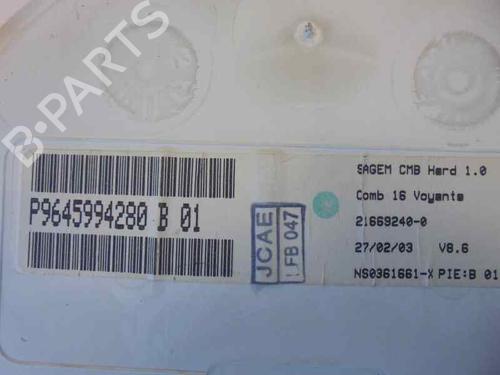 B-PARTS
P9645994280 B 01
JCAE
FB 047
SAGEM CMB Hard 1.0
Comb 16 Voyants
21669240-0
27/02/03 V8.6
NS0361661-X PIE:B 01